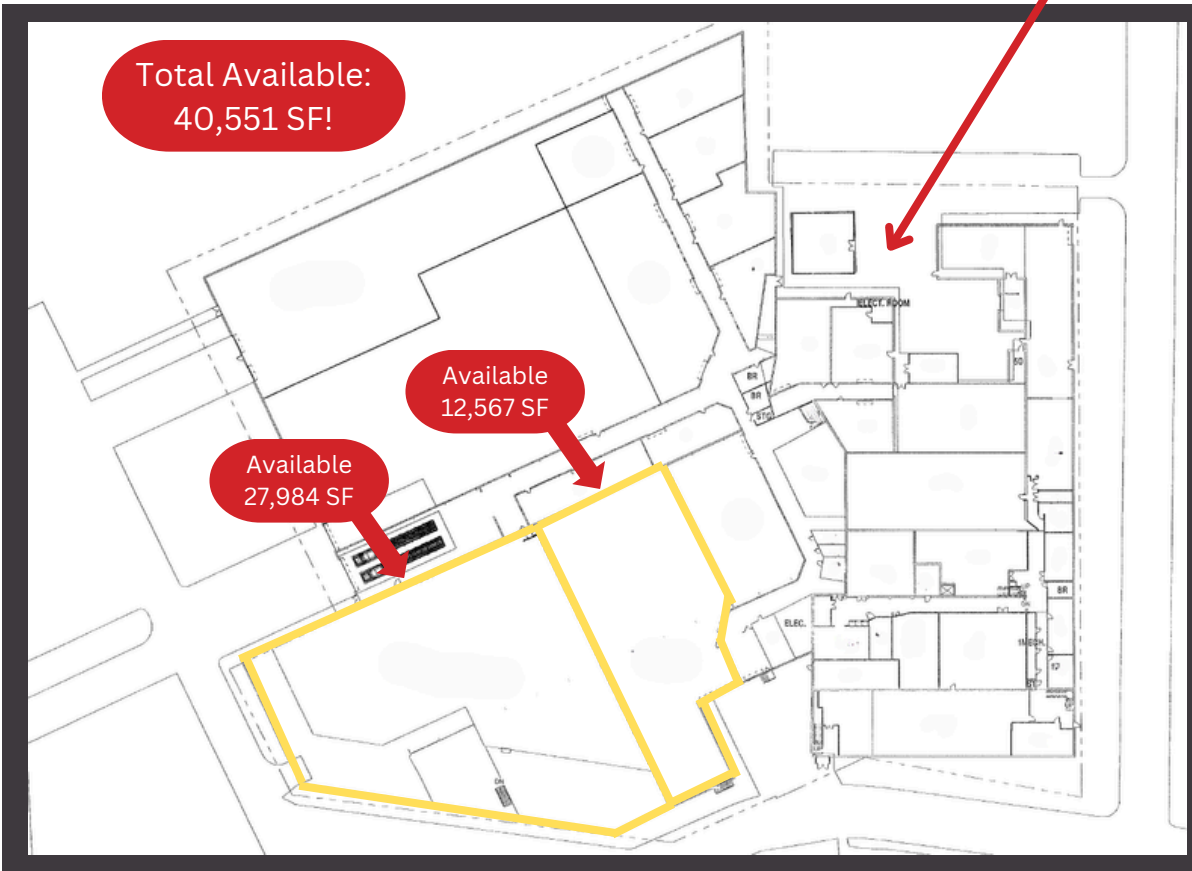 Total Available:
40,551 SF!
ELECT. ROOM
Available
12,567 SF
BR
BR
STO
Available
27,984 SF
BR
ELEC.
DN